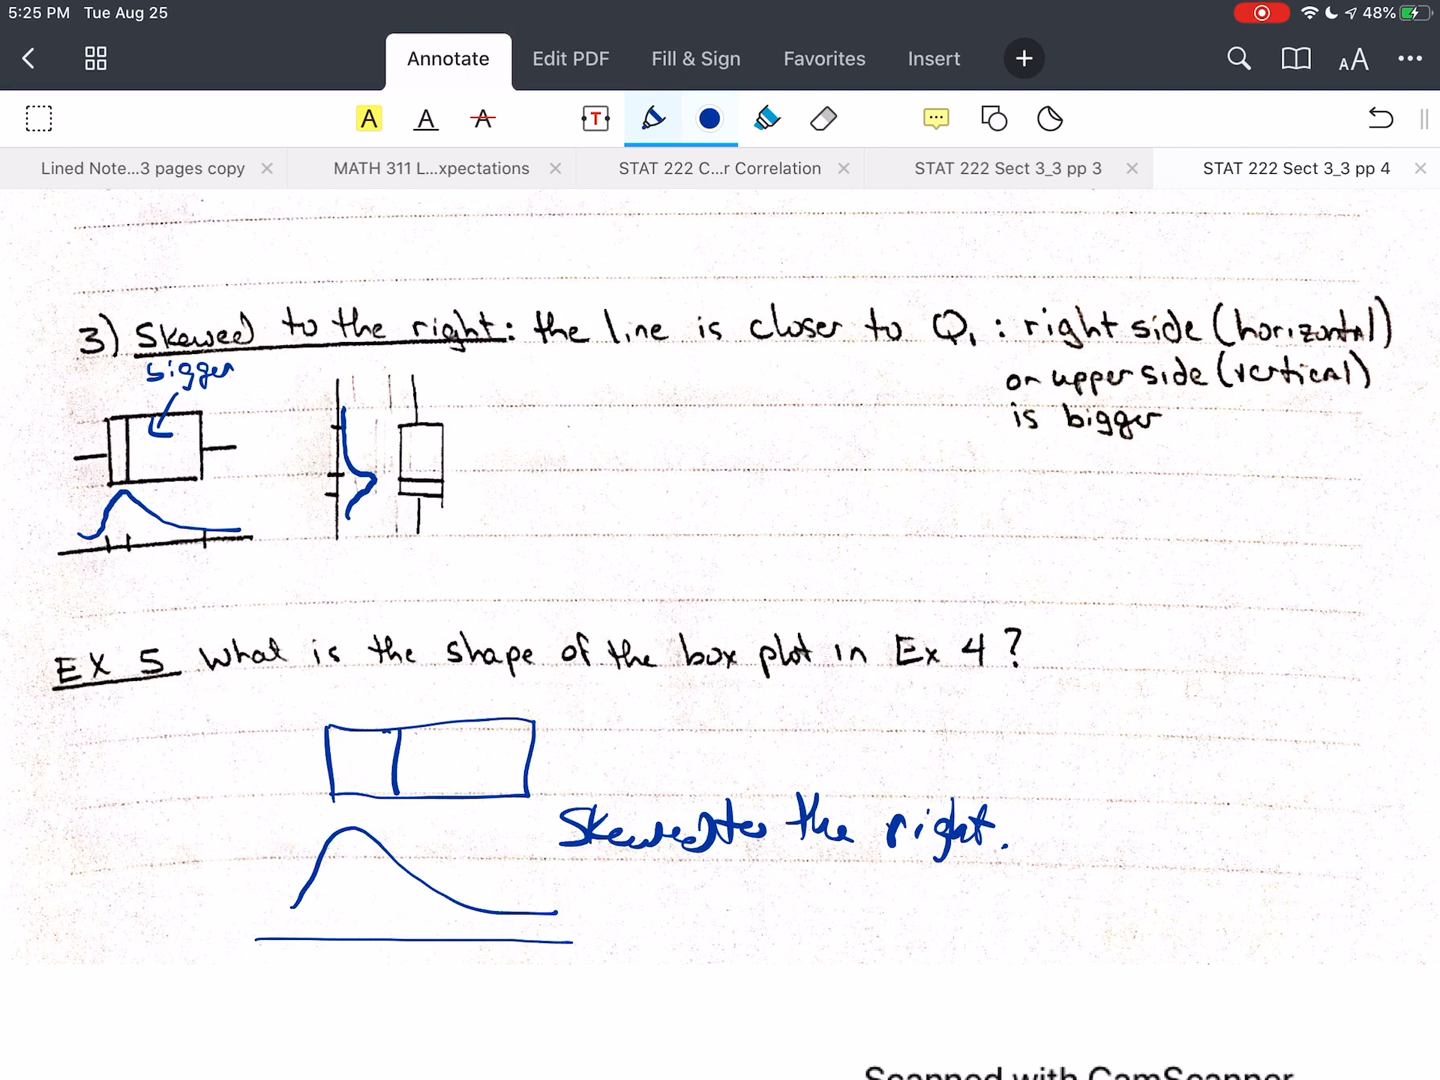 5:25 PM Tue Aug 25
48%
Annotate Edit PDF Fill & Sign Favorites Insert
A A A T AA
Lined Note...3 pages copy MATH 311 L...xpectations STAT 222 C...r Correlation STAT 222 Sect 3_3 pp 3 STAT 222 Sect 3_3 pp 4
3) Skewed to the right: the line is closer to Q1 : right side (horizontal)
or upper side (vertical)
is bigger
bigger
EX 5 What is the shape of the box plot in Ex 4?
Skewed to the right.
Scanned with CamScanner